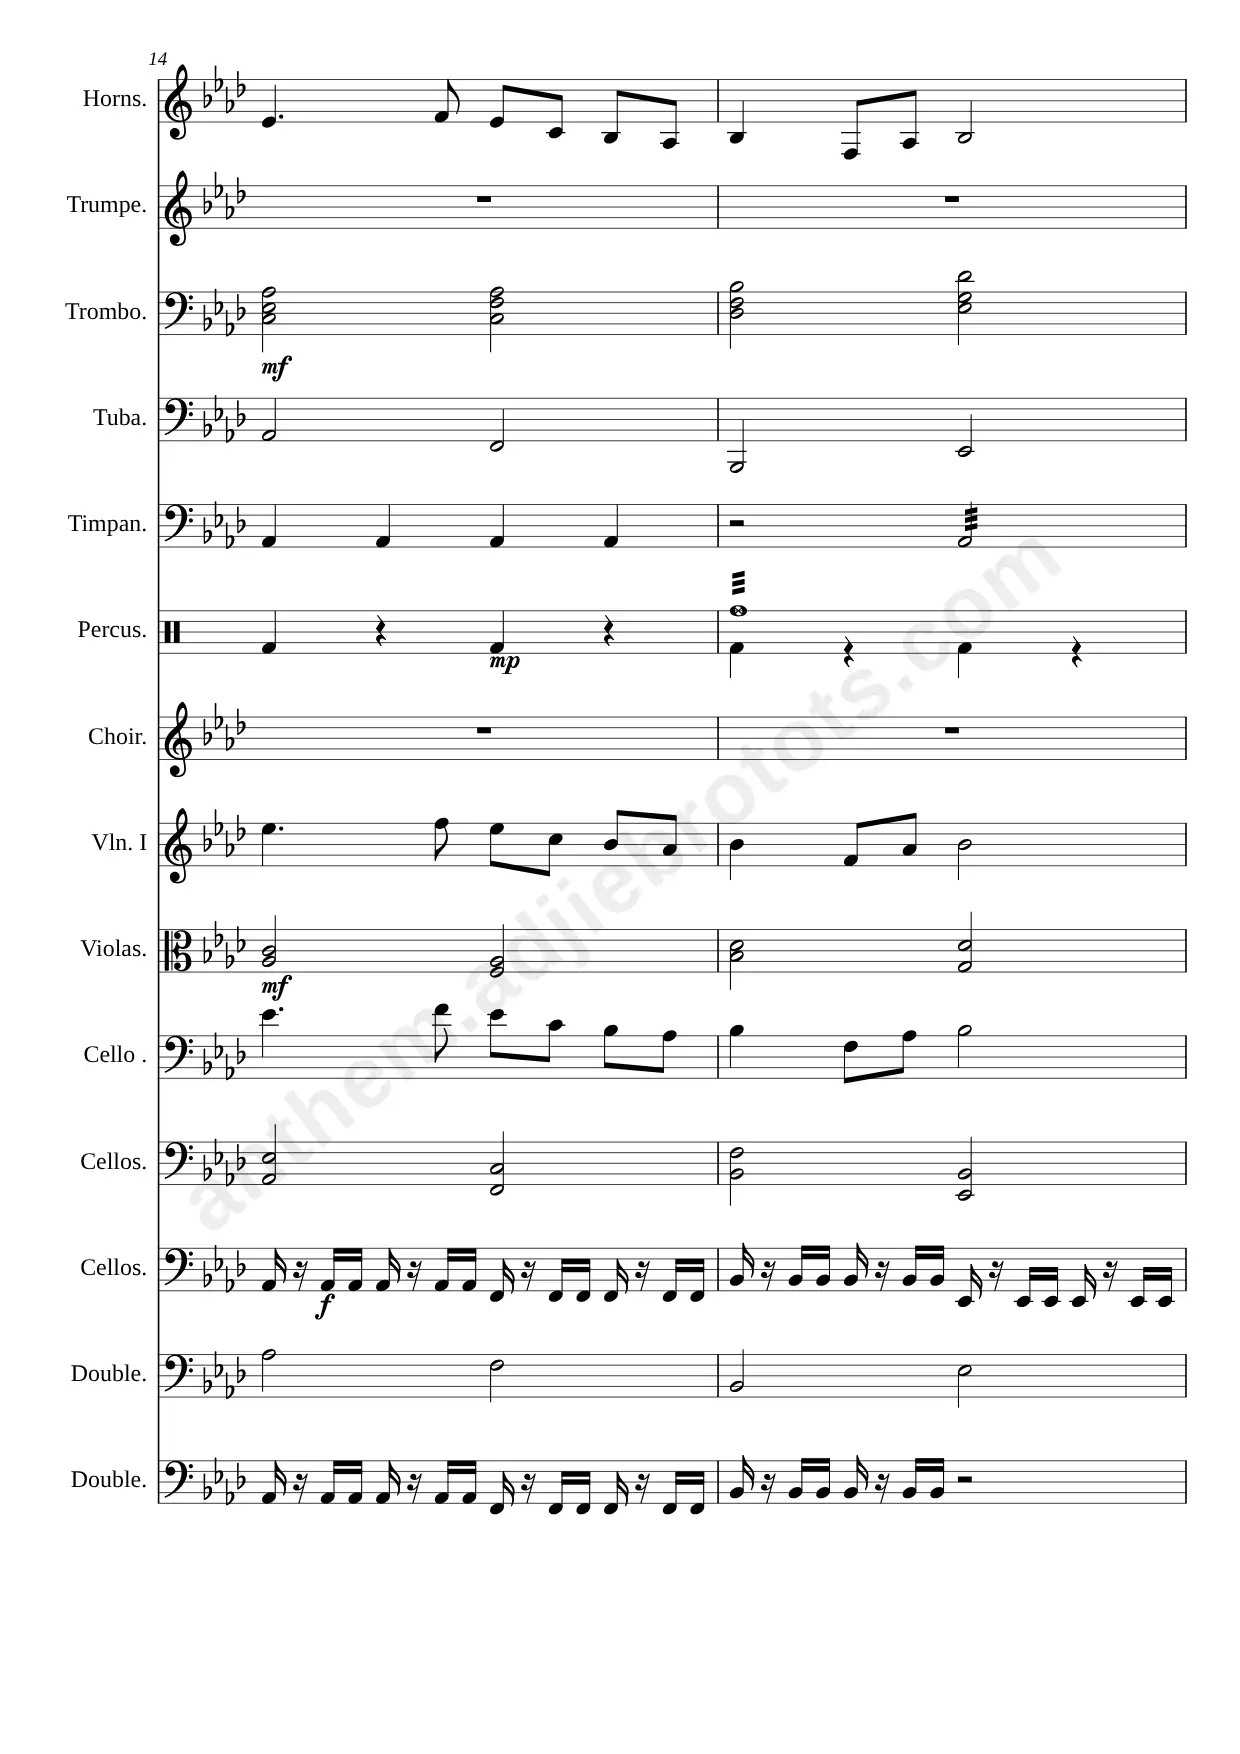 14
Horns.
Trumpe.
Trombo.
mf
Tuba.
Timpan.
Percus.
mp
Choir.
Vln. I
Violas.
mf
Cello .
Cellos.
Cellos.
f
Double.
Double.
anthem.adjiebrotots.com